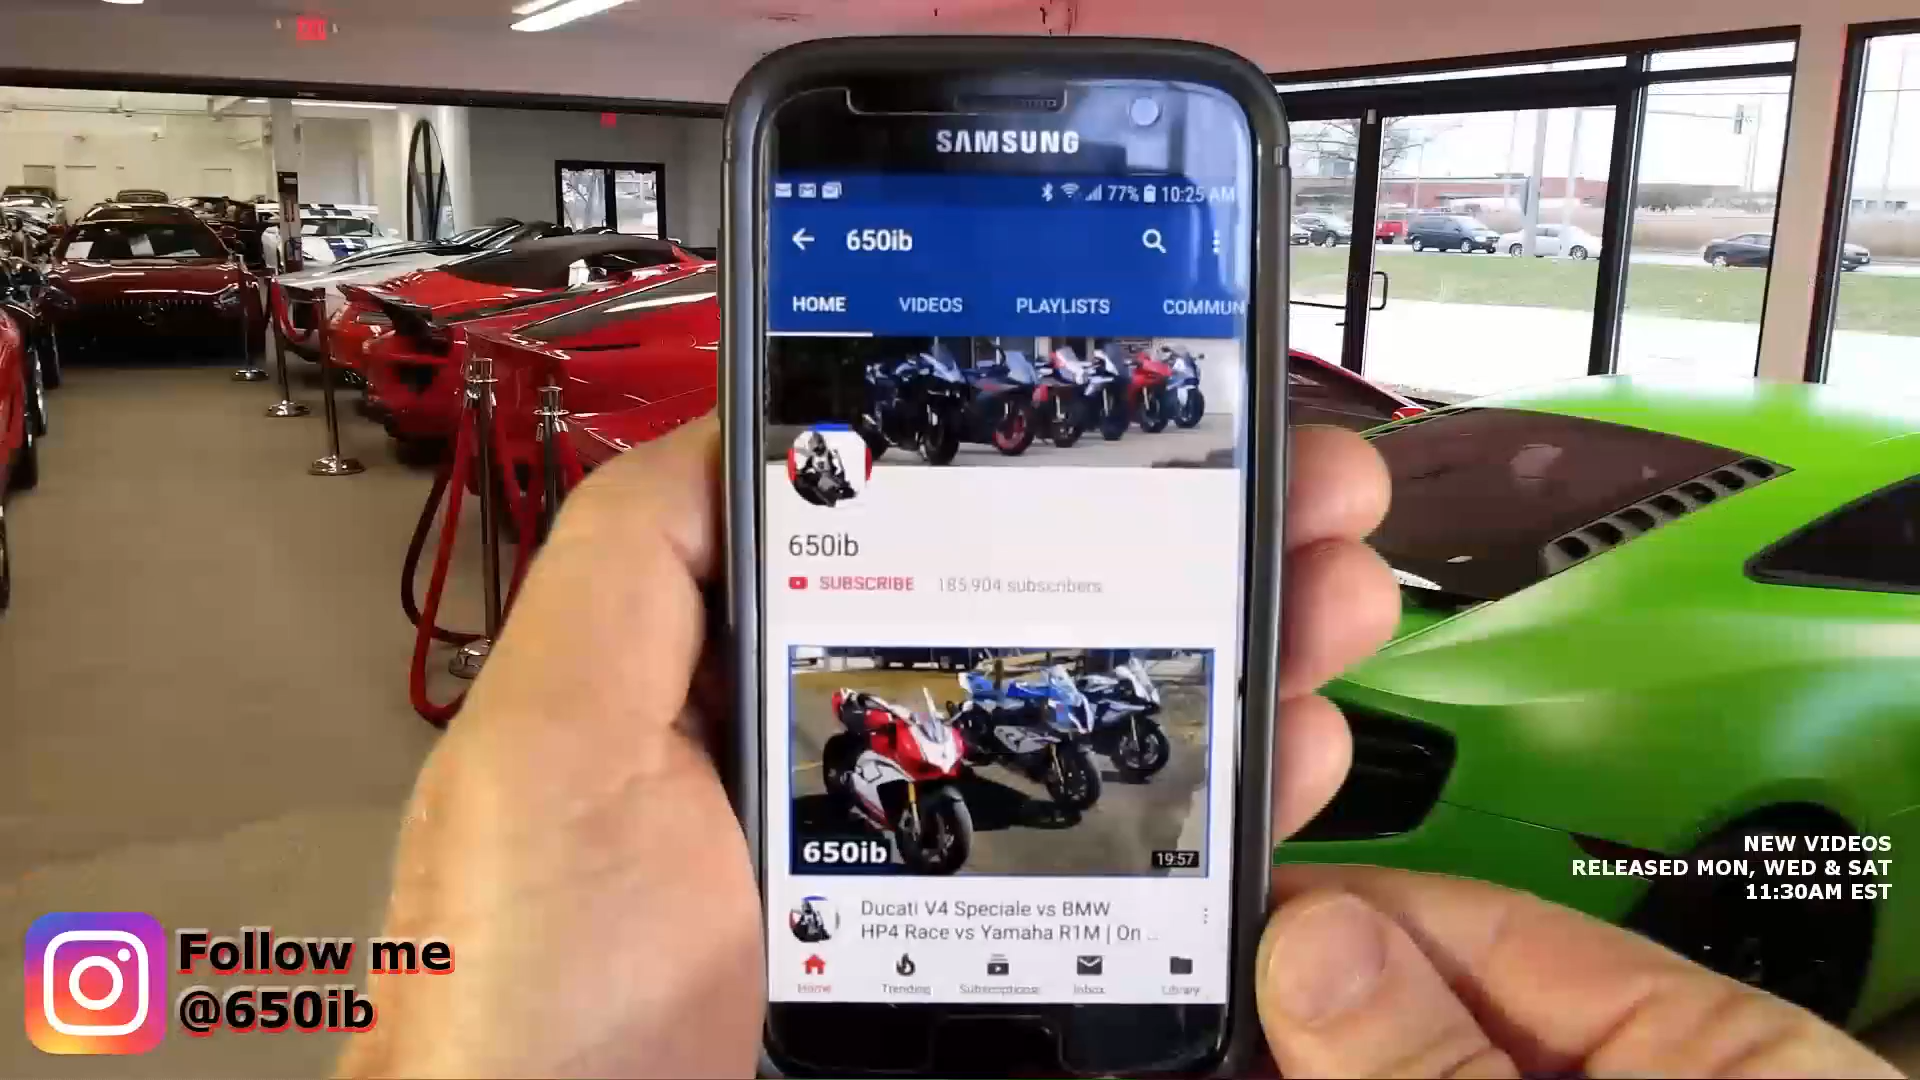 SAMSUNG
77% 10:25 AM
650ib
HOME VIDEOS PLAYLISTS COMMUN
650ib
SUBSCRIBE 185,904 subscribers
650ib
19:57
Ducati V4 Speciale vs BMW
HP4 Race vs Yamaha R1M | On ...
Home Trending Subscriptions Inbox Library
NEW VIDEOS
RELEASED MON, WED & SAT
11:30AM EST
Follow me
@650ib